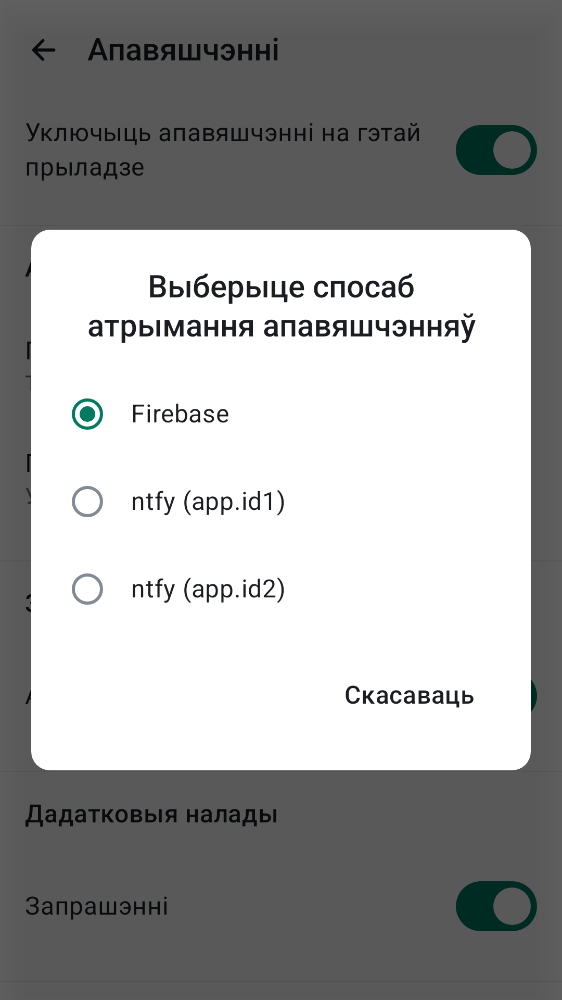 Апавяшчэнні
Уключыць апавяшчэнні на гэтай
прыладзе
Выберыце спосаб
атрымання апавяшчэнняў
Firebase
ntfy (app.id1)
ntfy (app.id2)
Скасаваць
Дадатковыя налады
Запрашэнні